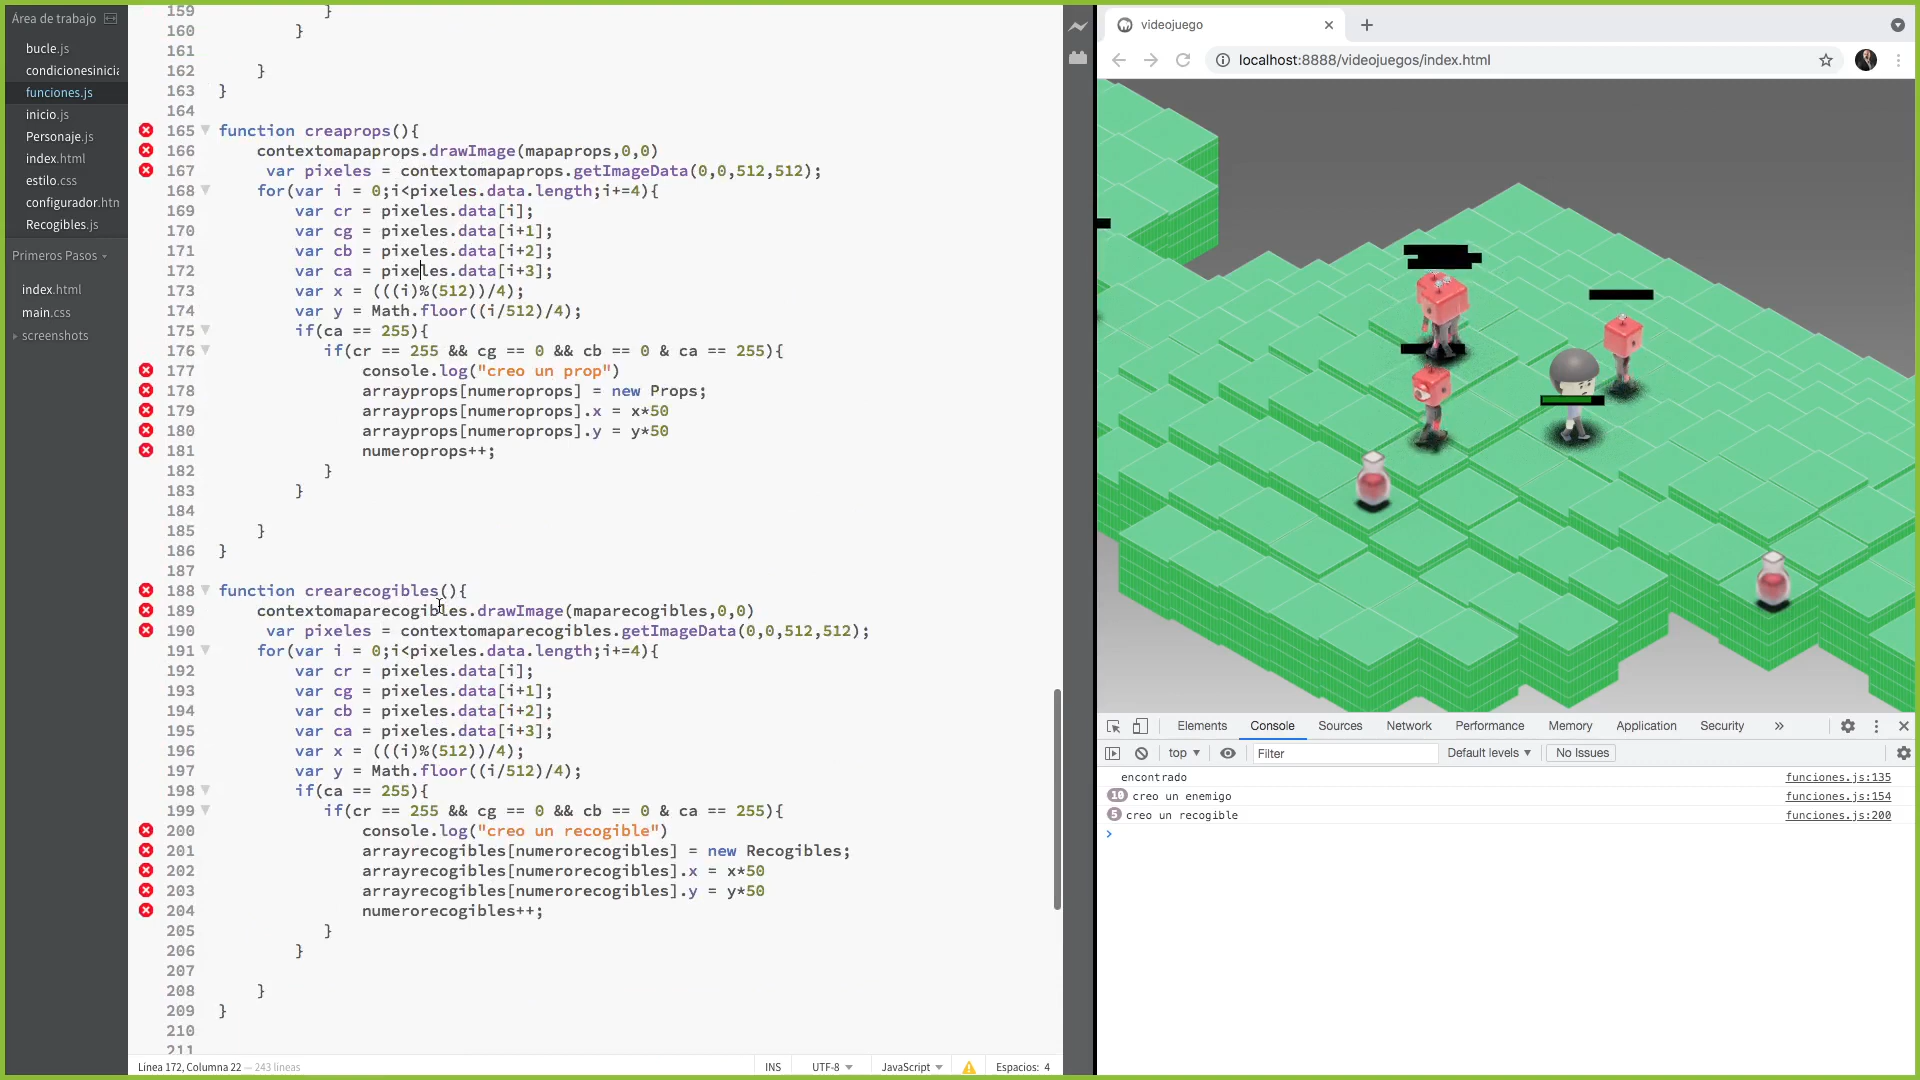 Área de trabajo
bucle.js
condicionesinicia
funciones.js
inicio.js
Personaje.js
index.html
estilo.css
configurador.htm
Recogibles.js
Primeros Pasos
index.html
main.css
screenshots
159 }
160 }
161
162 }
163 }
164
165 function creaprops(){
166 contextomapaprops.drawImage(mapaprops,0,0)
167 var pixeles = contextomapaprops.getImageData(0,0,512,512);
168 for(var i = 0;i<pixeles.data.length;i+=4){
169 var cr = pixeles.data[i];
170 var cg = pixeles.data[i+1];
171 var cb = pixeles.data[i+2];
172 var ca = pixeles.data[i+3];
173 var x = (((i)%(512))/4);
174 var y = Math.floor((i/512)/4);
175 if(ca == 255){
176 if(cr == 255 && cg == 0 && cb == 0 & ca == 255){
177 console.log("creo un prop")
178 arrayprops[numeroprops] = new Props;
179 arrayprops[numeroprops].x = x*50
180 arrayprops[numeroprops].y = y*50
181 numeroprops++;
182 }
183 }
184
185 }
186 }
187
188 function crearecogibles(){
189 contextomaparecogibles.drawImage(maparecogibles,0,0)
190 var pixeles = contextomaparecogibles.getImageData(0,0,512,512);
191 for(var i = 0;i<pixeles.data.length;i+=4){
192 var cr = pixeles.data[i];
193 var cg = pixeles.data[i+1];
194 var cb = pixeles.data[i+2];
195 var ca = pixeles.data[i+3];
196 var x = (((i)%(512))/4);
197 var y = Math.floor((i/512)/4);
198 if(ca == 255){
199 if(cr == 255 && cg == 0 && cb == 0 & ca == 255){
200 console.log("creo un recogible")
201 arrayrecogibles[numerorecogibles] = new Recogibles;
202 arrayrecogibles[numerorecogibles].x = x*50
203 arrayrecogibles[numerorecogibles].y = y*50
204 numerorecogibles++;
205 }
206 }
207
208 }
209 }
210
211
Línea 172, Columna 22 — 243 líneas INS UTF-8 JavaScript Espacios: 4
videojuego
localhost:8888/videojuegos/index.html
Elements Console Sources Network Performance Memory Application Security »
top Filter Default levels No Issues
encontrado funciones.js:135
10 creo un enemigo funciones.js:154
5 creo un recogible funciones.js:200